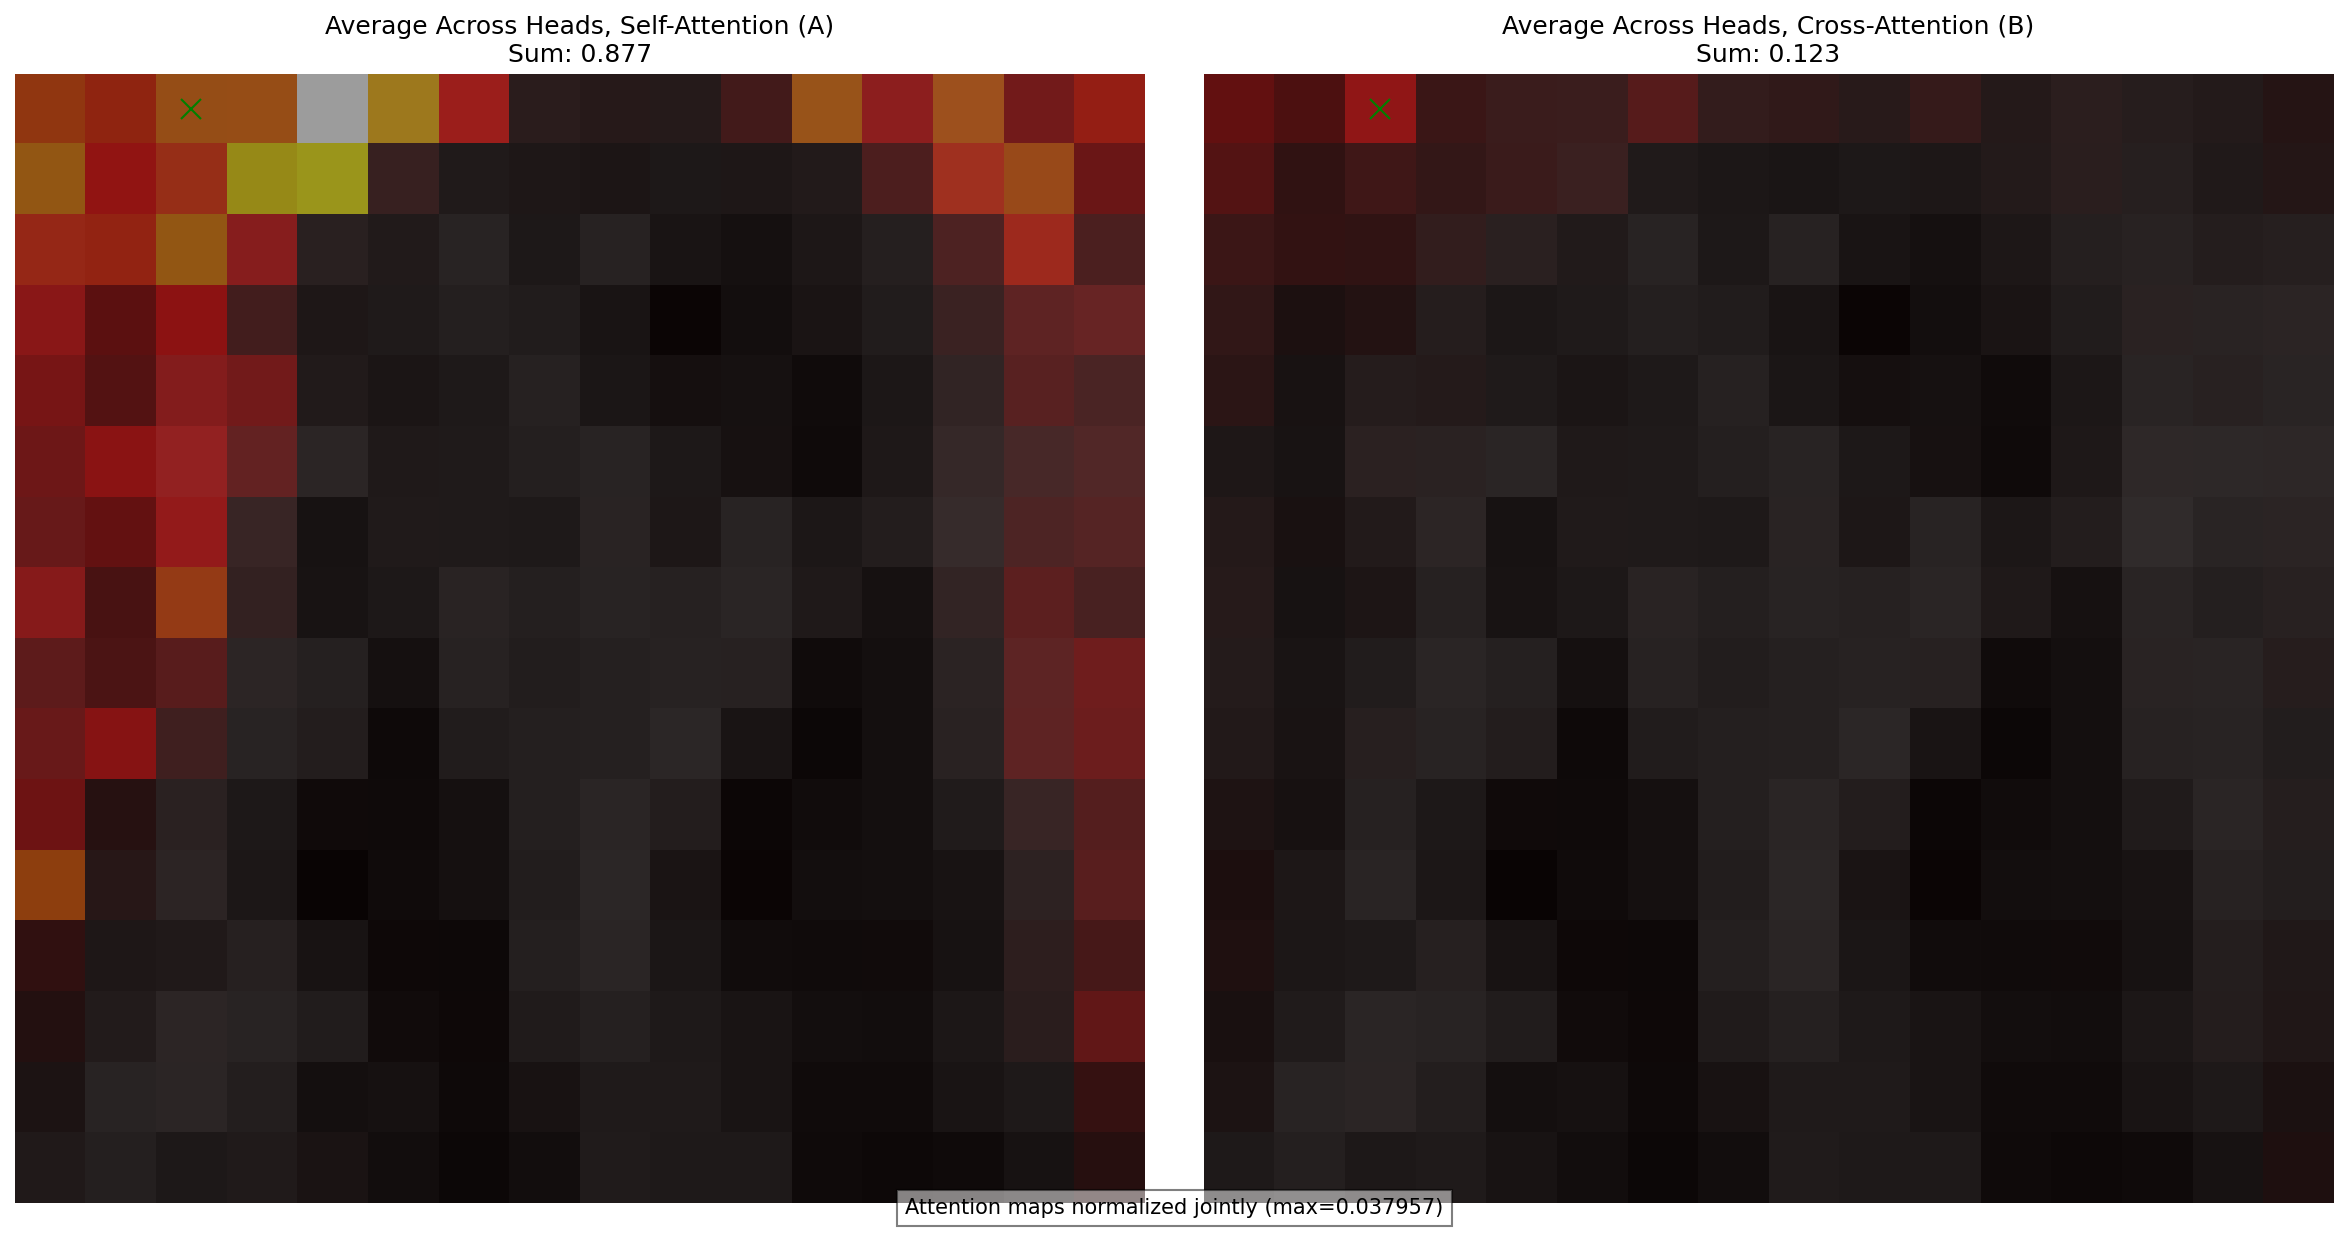 Average Across Heads, Self-Attention (A)
Sum: 0.877
Average Across Heads, Cross-Attention (B)
Sum: 0.123
Attention maps normalized jointly (max=0.037957)